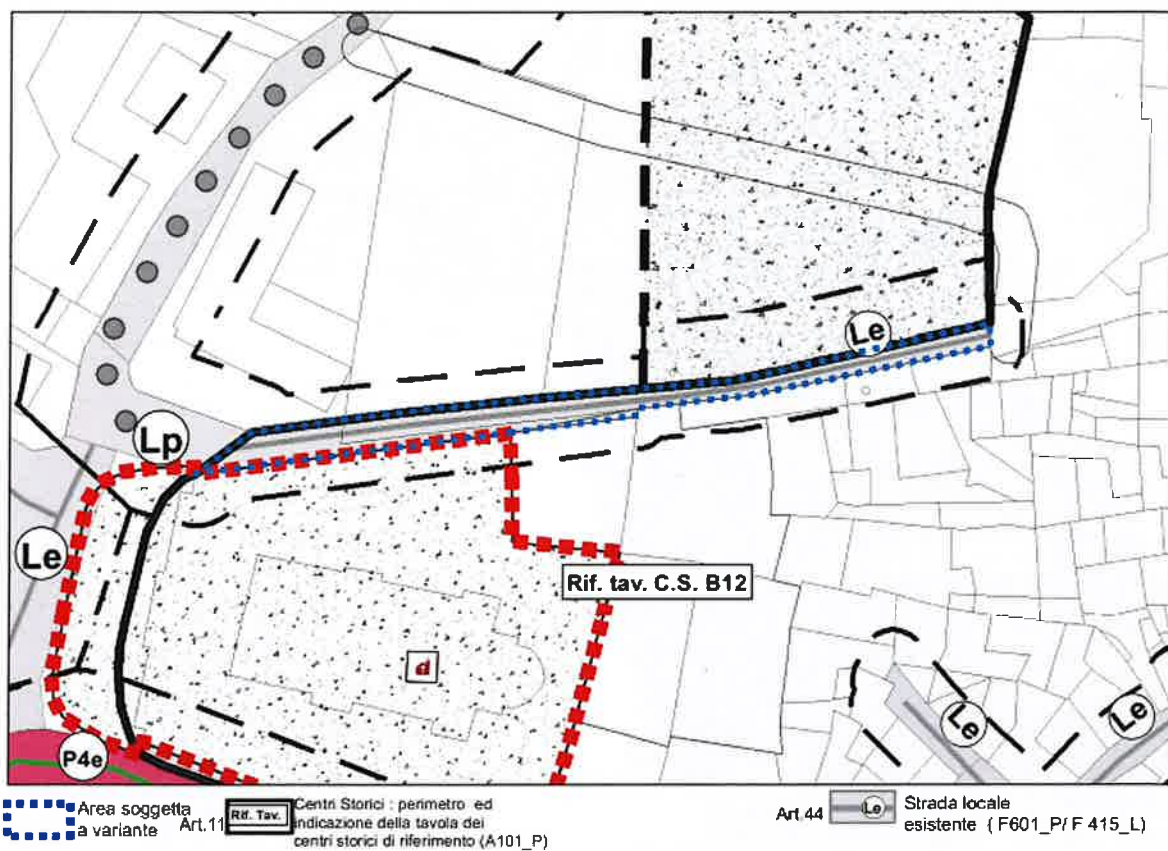 Le
Lp
Le
Rif. tav. C.S. B12
d
P4e
Le
Le
Area soggetta
a variante
Art.11
Rif. Tav.
Centri Storici : perimetro ed
indicazione della tavola dei
centri storici di riferimento (A101_P)
Art.44
Le
Strada locale
esistente ( F601_P/ F 415_L)